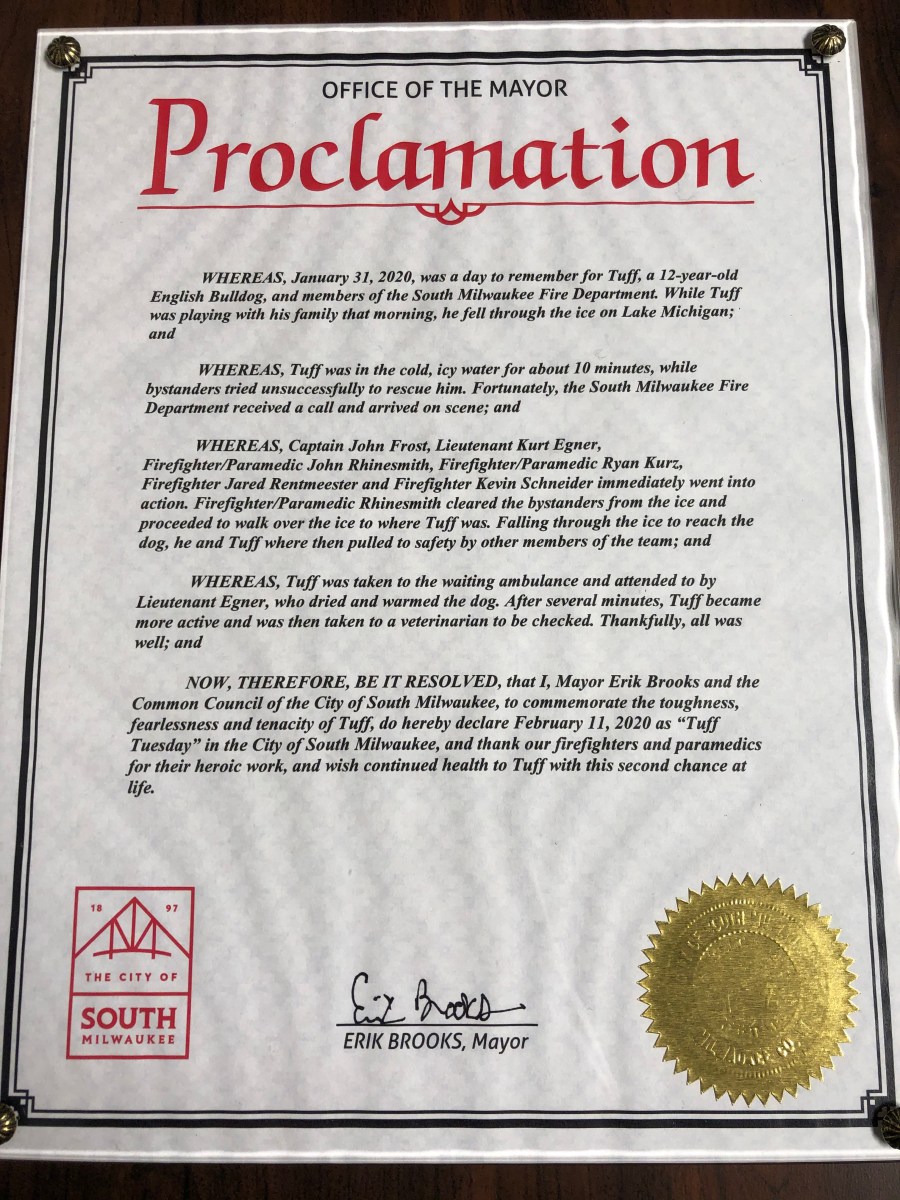 OFFICE OF THE MAYOR
Proclamation
WHEREAS, January 31, 2020, was a day to remember for Tuff, a 12-year-old
English Bulldog, and members of the South Milwaukee Fire Department. While Tuff
was playing with his family that morning, he fell through the ice on Lake Michigan;
and
WHEREAS, Tuff was in the cold, icy water for about 10 minutes, while
bystanders tried unsuccessfully to rescue him. Fortunately, the South Milwaukee Fire
Department received a call and arrived on scene; and
WHEREAS, Captain John Frost, Lieutenant Kurt Egner,
Firefighter/Paramedic John Rhinesmith, Firefighter/Paramedic Ryan Kurz,
Firefighter Jared Rentmeester and Firefighter Kevin Schneider immediately went into
action. Firefighter/Paramedic Rhinesmith cleared the bystanders from the ice and
proceeded to walk over the ice to where Tuff was. Falling through the ice to reach the
dog, he and Tuff where then pulled to safety by other members of the team; and
WHEREAS, Tuff was taken to the waiting ambulance and attended to by
Lieutenant Egner, who dried and warmed the dog. After several minutes, Tuff became
more active and was then taken to a veterinarian to be checked. Thankfully, all was
well; and
NOW, THEREFORE, BE IT RESOLVED, that I, Mayor Erik Brooks and the
Common Council of the City of South Milwaukee, to commemorate the toughness,
fearlessness and tenacity of Tuff, do hereby declare February 11, 2020 as “Tuff
Tuesday” in the City of South Milwaukee, and thank our firefighters and paramedics
for their heroic work, and wish continued health to Tuff with this second chance at
life.
18 97
THE CITY OF
SOUTH
MILWAUKEE
Erik Brooks
ERIK BROOKS, Mayor